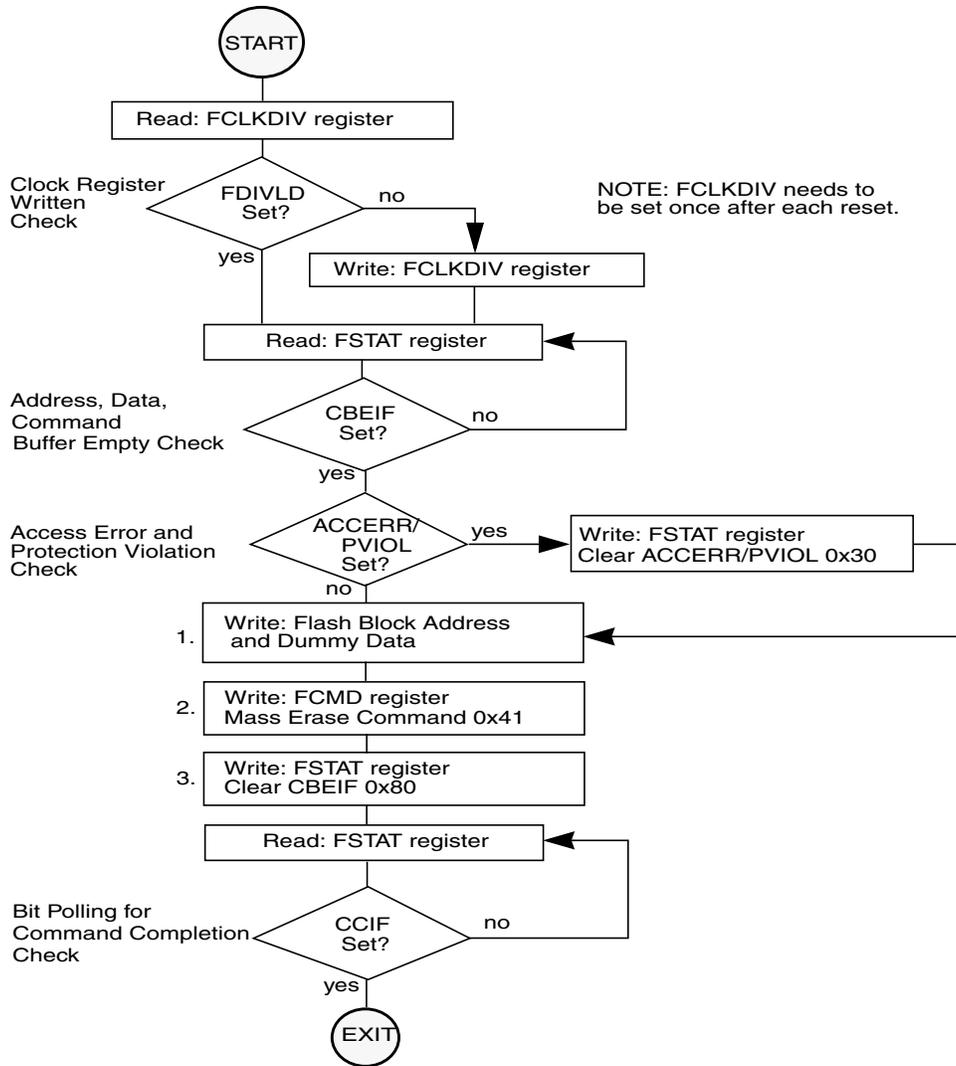 START
Read: FCLKDIV register
Clock Register
Written
Check
FDIVLD
Set?
no
yes
NOTE: FCLKDIV needs to
be set once after each reset.
Write: FCLKDIV register
Read: FSTAT register
Address, Data,
Command
Buffer Empty Check
CBEIF
Set?
no
yes
Access Error and
Protection Violation
Check
ACCERR/
PVIOL
Set?
yes
no
Write: FSTAT register
Clear ACCERR/PVIOL 0x30
1.
Write: Flash Block Address
and Dummy Data
2.
Write: FCMD register
Mass Erase Command 0x41
3.
Write: FSTAT register
Clear CBEIF 0x80
Read: FSTAT register
Bit Polling for
Command Completion
Check
CCIF
Set?
no
yes
EXIT